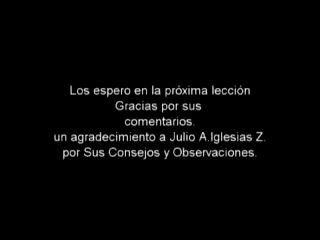 Los espero en la próxima lección
Gracias por sus
comentarios.
un agradecimiento a Julio A.Iglesias Z.
por Sus Consejos y Observaciones.